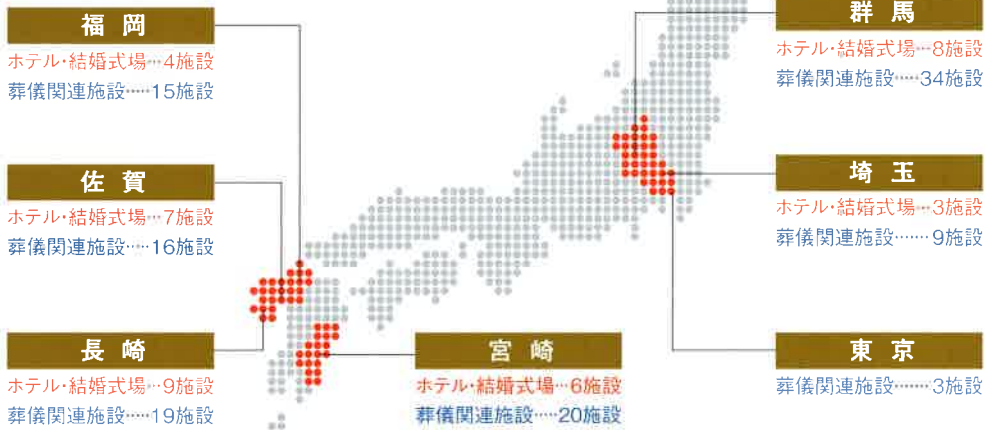 福岡
ホテル・結婚式場…4施設
葬儀関連施設……15施設
佐賀
ホテル・結婚式場…7施設
葬儀関連施設……16施設
長崎
ホテル・結婚式場…9施設
葬儀関連施設……19施設
宮崎
ホテル・結婚式場…6施設
葬儀関連施設……20施設
群馬
ホテル・結婚式場…8施設
葬儀関連施設……34施設
埼玉
ホテル・結婚式場…3施設
葬儀関連施設……9施設
東京
葬儀関連施設……3施設